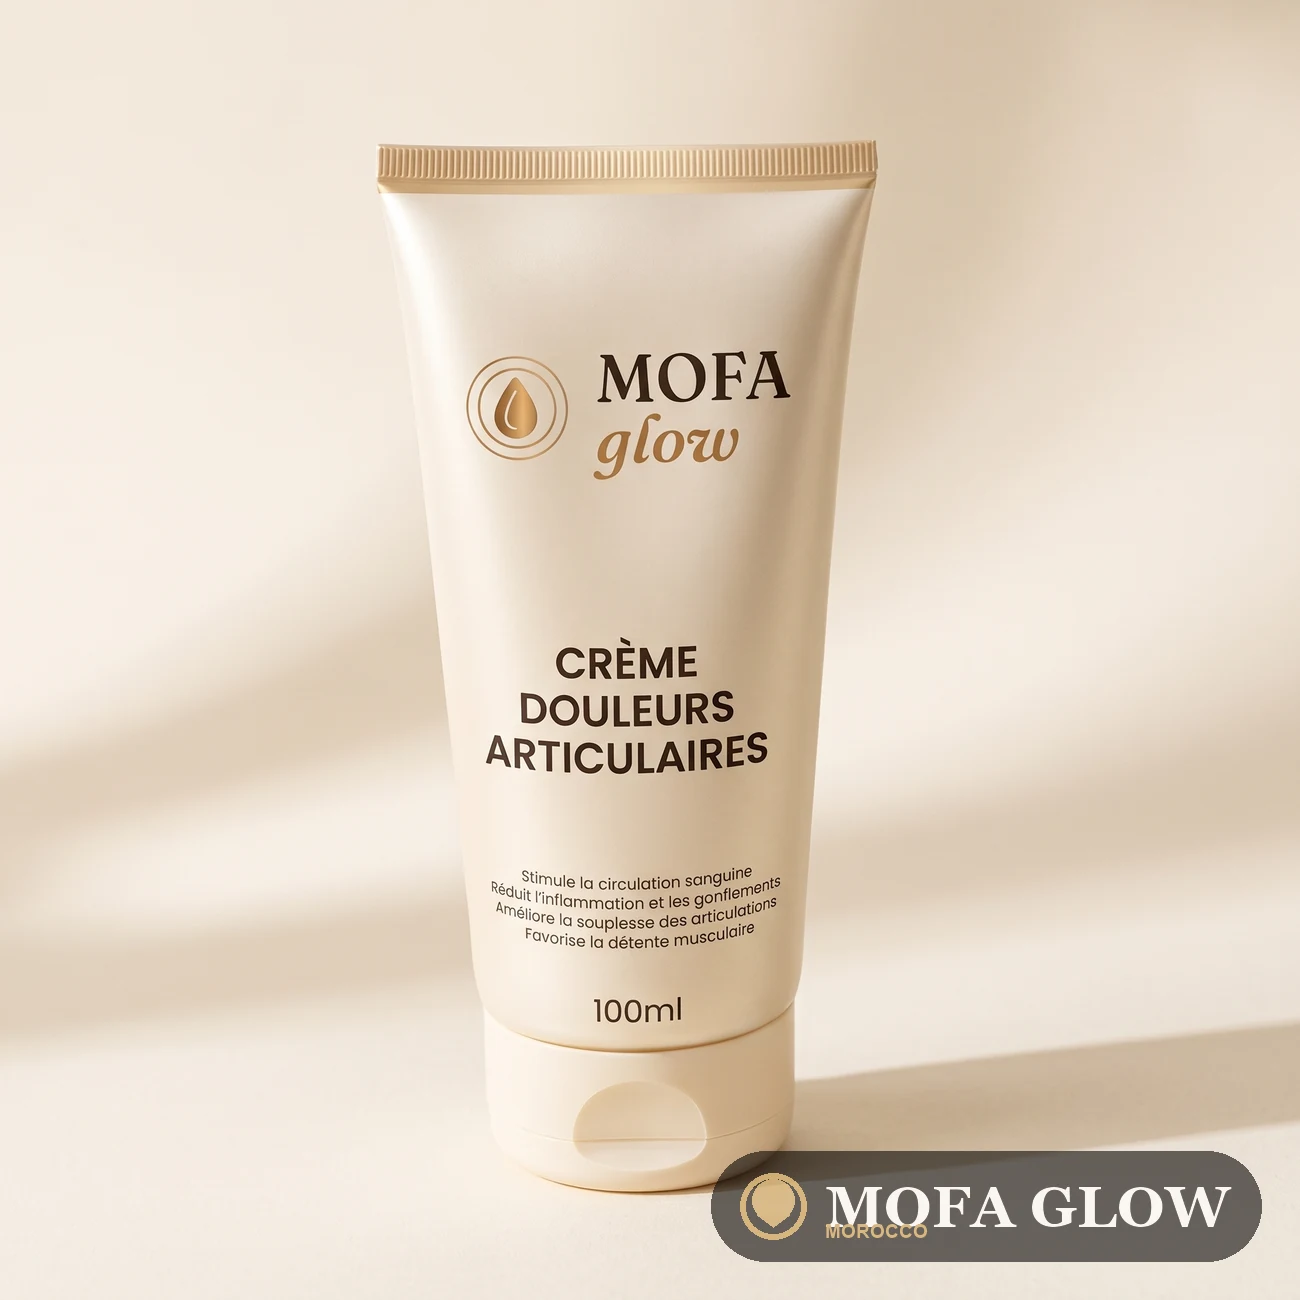 MOFA
glow
CRÈME
DOULEURS
ARTICULAIRES
Stimule la circulation sanguine
Réduit l'inflammation et les gonflements
Améliore la souplesse des articulations
Favorise la détente musculaire
100ml
MOFA GLOW
MOROCCO